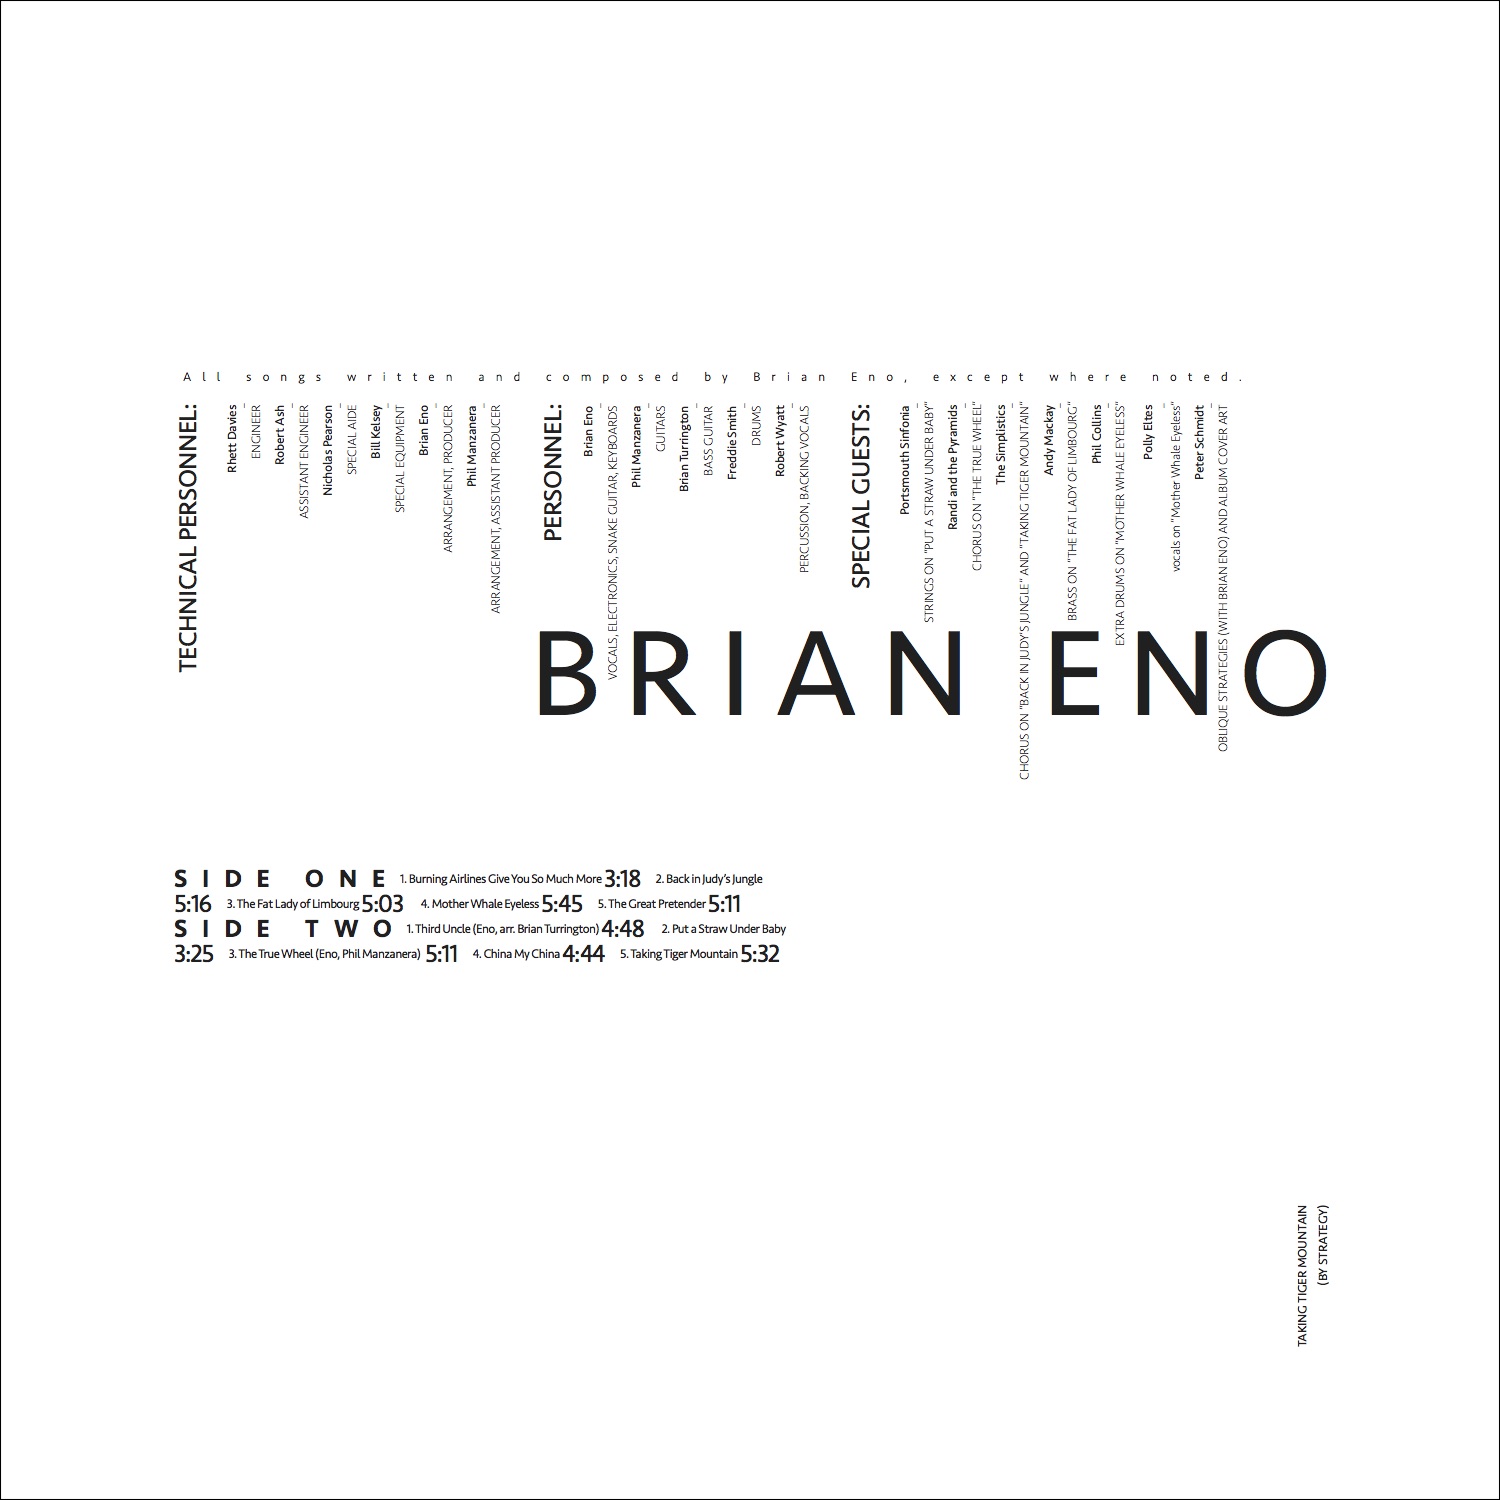 All songs written and composed by Brian Eno, except where noted.
TECHNICAL PERSONNEL:
Rhett Davies –
ENGINEER
Robert Ash –
ASSISTANT ENGINEER
Nicholas Pearson –
SPECIAL AIDE
Bill Kelsey –
SPECIAL EQUIPMENT
Brian Eno –
ARRANGEMENT, PRODUCER
Phil Manzanera –
ARRANGEMENT, ASSISTANT PRODUCER
PERSONNEL:
Brian Eno –
VOCALS, ELECTRONICS, SNAKE GUITAR, KEYBOARDS
Phil Manzanera –
GUITARS
Brian Turrington –
BASS GUITAR
Freddie Smith –
DRUMS
Robert Wyatt –
PERCUSSION, BACKING VOCALS
SPECIAL GUESTS:
Portsmouth Sinfonia –
STRINGS ON "PUT A STRAW UNDER BABY"
Randi and the Pyramids –
CHORUS ON "THE TRUE WHEEL"
The Simplistics –
CHORUS ON "BACK IN JUDY'S JUNGLE" AND "TAKING TIGER MOUNTAIN"
Andy Mackay –
BRASS ON "THE FAT LADY OF LIMBOURG"
Phil Collins –
EXTRA DRUMS ON "MOTHER WHALE EYELESS"
Polly Eltes –
vocals on "Mother Whale Eyeless"
Peter Schmidt –
OBLIQUE STRATEGIES (WITH BRIAN ENO) AND ALBUM COVER ART
BRIAN ENO
SIDE ONE 1. Burning Airlines Give You So Much More 3:18 2. Back in Judy's Jungle
5:16 3. The Fat Lady of Limbourg 5:03 4. Mother Whale Eyeless 5:45 5. The Great Pretender 5:11
SIDE TWO 1. Third Uncle (Eno, arr. Brian Turrington) 4:48 2. Put a Straw Under Baby
3:25 3. The True Wheel (Eno, Phil Manzanera) 5:11 4. China My China 4:44 5. Taking Tiger Mountain 5:32
TAKING TIGER MOUNTAIN
(BY STRATEGY)